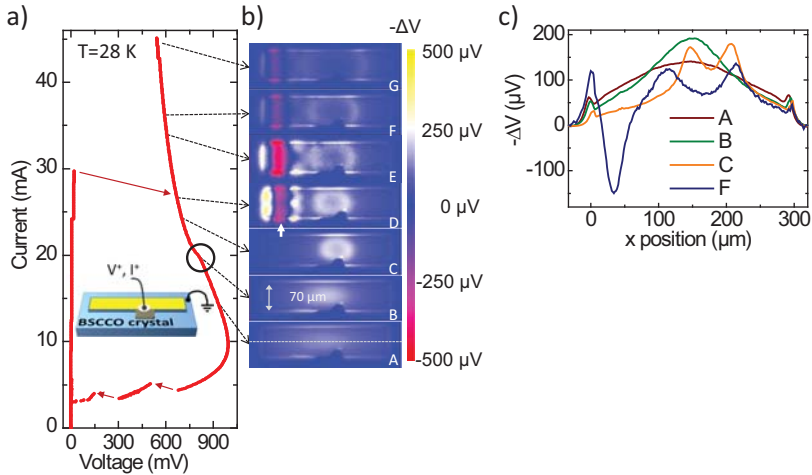 a)
T=28 K
50
40
30
20
10
0
Current (mA)
V⁺, I⁺
BSCCO crystal
0 300 600 900
Voltage (mV)
b)
-ΔV
G
F
E
D
C
70 µm
B
A
500 µV
250 µV
0 µV
-250 µV
-500 µV
c)
200
100
0
-100
-ΔV (µV)
A
B
C
F
0 100 200 300
x position (µm)